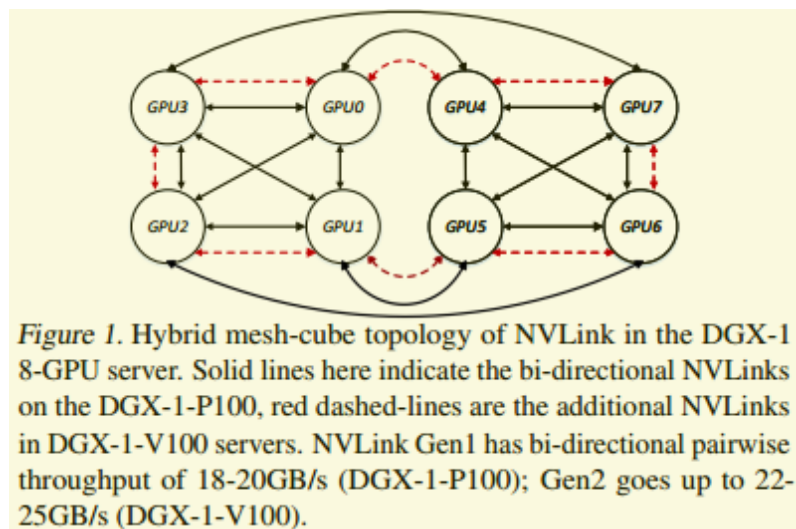 GPU3 GPU0 GPU4 GPU7
GPU2 GPU1 GPU5 GPU6
Figure 1. Hybrid mesh-cube topology of NVLink in the DGX-1
8-GPU server. Solid lines here indicate the bi-directional NVLinks
on the DGX-1-P100, red dashed-lines are the additional NVLinks
in DGX-1-V100 servers. NVLink Gen1 has bi-directional pairwise
throughput of 18-20GB/s (DGX-1-P100); Gen2 goes up to 22-
25GB/s (DGX-1-V100).